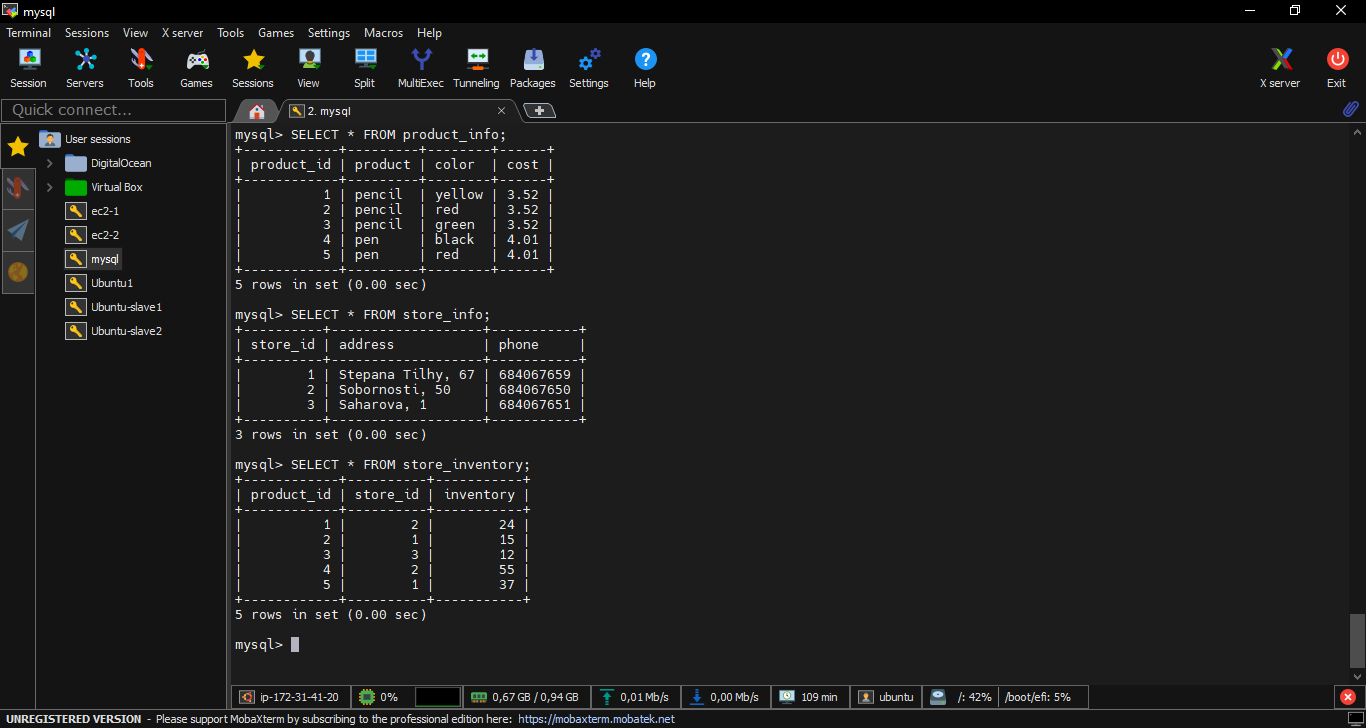 mysql
Terminal Sessions View X server Tools Games Settings Macros Help
Session Servers Tools Games Sessions View Split MultiExec Tunneling Packages Settings Help X server Exit
Quick connect...
2. mysql
User sessions
DigitalOcean
Virtual Box
ec2-1
ec2-2
mysql
Ubuntu1
Ubuntu-slave1
Ubuntu-slave2
mysql> SELECT * FROM product_info;
+------------+---------+--------+------+
| product_id | product | color  | cost |
+------------+---------+--------+------+
|          1 | pencil  | yellow | 3.52 |
|          2 | pencil  | red    | 3.52 |
|          3 | pencil  | green  | 3.52 |
|          4 | pen     | black  | 4.01 |
|          5 | pen     | red    | 4.01 |
+------------+---------+--------+------+
5 rows in set (0.00 sec)
mysql> SELECT * FROM store_info;
+----------+-------------------+-----------+
| store_id | address           | phone     |
+----------+-------------------+-----------+
|        1 | Stepana Tilhy, 67 | 684067659 |
|        2 | Sobornosti, 50    | 684067650 |
|        3 | Saharova, 1       | 684067651 |
+----------+-------------------+-----------+
3 rows in set (0.00 sec)
mysql> SELECT * FROM store_inventory;
+------------+----------+-----------+
| product_id | store_id | inventory |
+------------+----------+-----------+
|          1 |        2 |        24 |
|          2 |        1 |        15 |
|          3 |        3 |        12 |
|          4 |        2 |        55 |
|          5 |        1 |        37 |
+------------+----------+-----------+
5 rows in set (0.00 sec)
mysql>
ip-172-31-41-20 0% 0,67 GB / 0,94 GB 0,01 Mb/s 0,00 Mb/s 109 min ubuntu /: 42% /boot/efi: 5%
UNREGISTERED VERSION - Please support MobaXterm by subscribing to the professional edition here: https://mobaxterm.mobatek.net